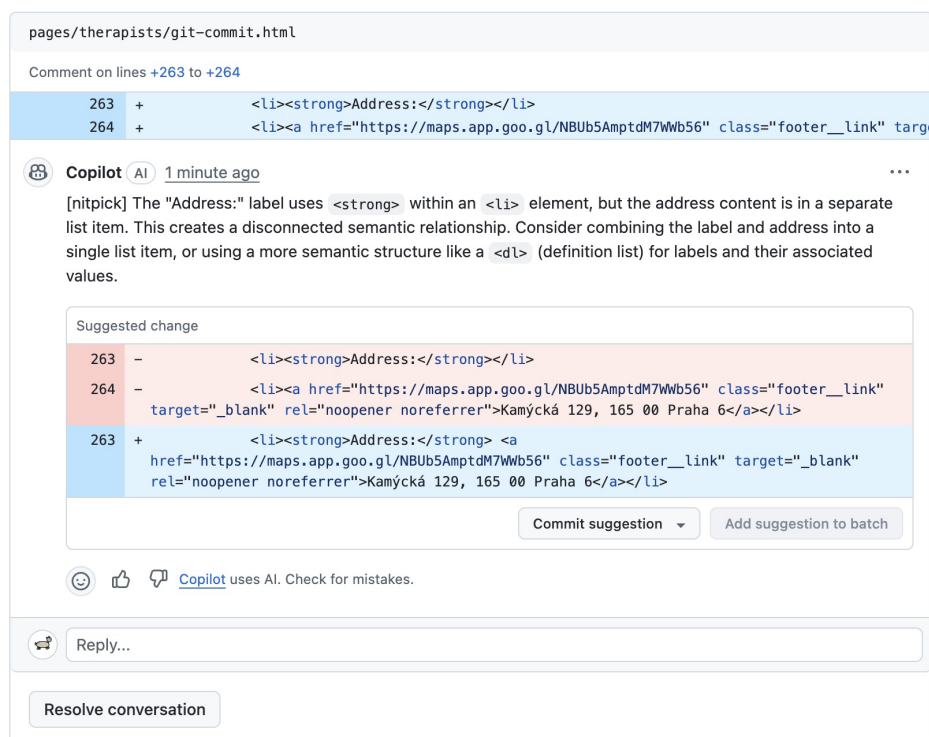 pages/therapists/git-commit.html
Comment on lines +263 to +264
263 + <li><strong>Address:</strong></li>
264 + <li><a href="https://maps.app.goo.gl/NBUb5AmptdM7WWb56" class="footer__link" targ
Copilot AI 1 minute ago
[nitpick] The "Address:" label uses <strong> within an <li> element, but the address content is in a separate
list item. This creates a disconnected semantic relationship. Consider combining the label and address into a
single list item, or using a more semantic structure like a <dl> (definition list) for labels and their associated
values.
Suggested change
263 - <li><strong>Address:</strong></li>
264 - <li><a href="https://maps.app.goo.gl/NBUb5AmptdM7WWb56" class="footer__link"
target="_blank" rel="noopener noreferrer">Kamýcká 129, 165 00 Praha 6</a></li>
263 + <li><strong>Address:</strong> <a
href="https://maps.app.goo.gl/NBUb5AmptdM7WWb56" class="footer__link" target="_blank"
rel="noopener noreferrer">Kamýcká 129, 165 00 Praha 6</a></li>
Commit suggestion
Add suggestion to batch
Copilot uses AI. Check for mistakes.
Reply...
Resolve conversation